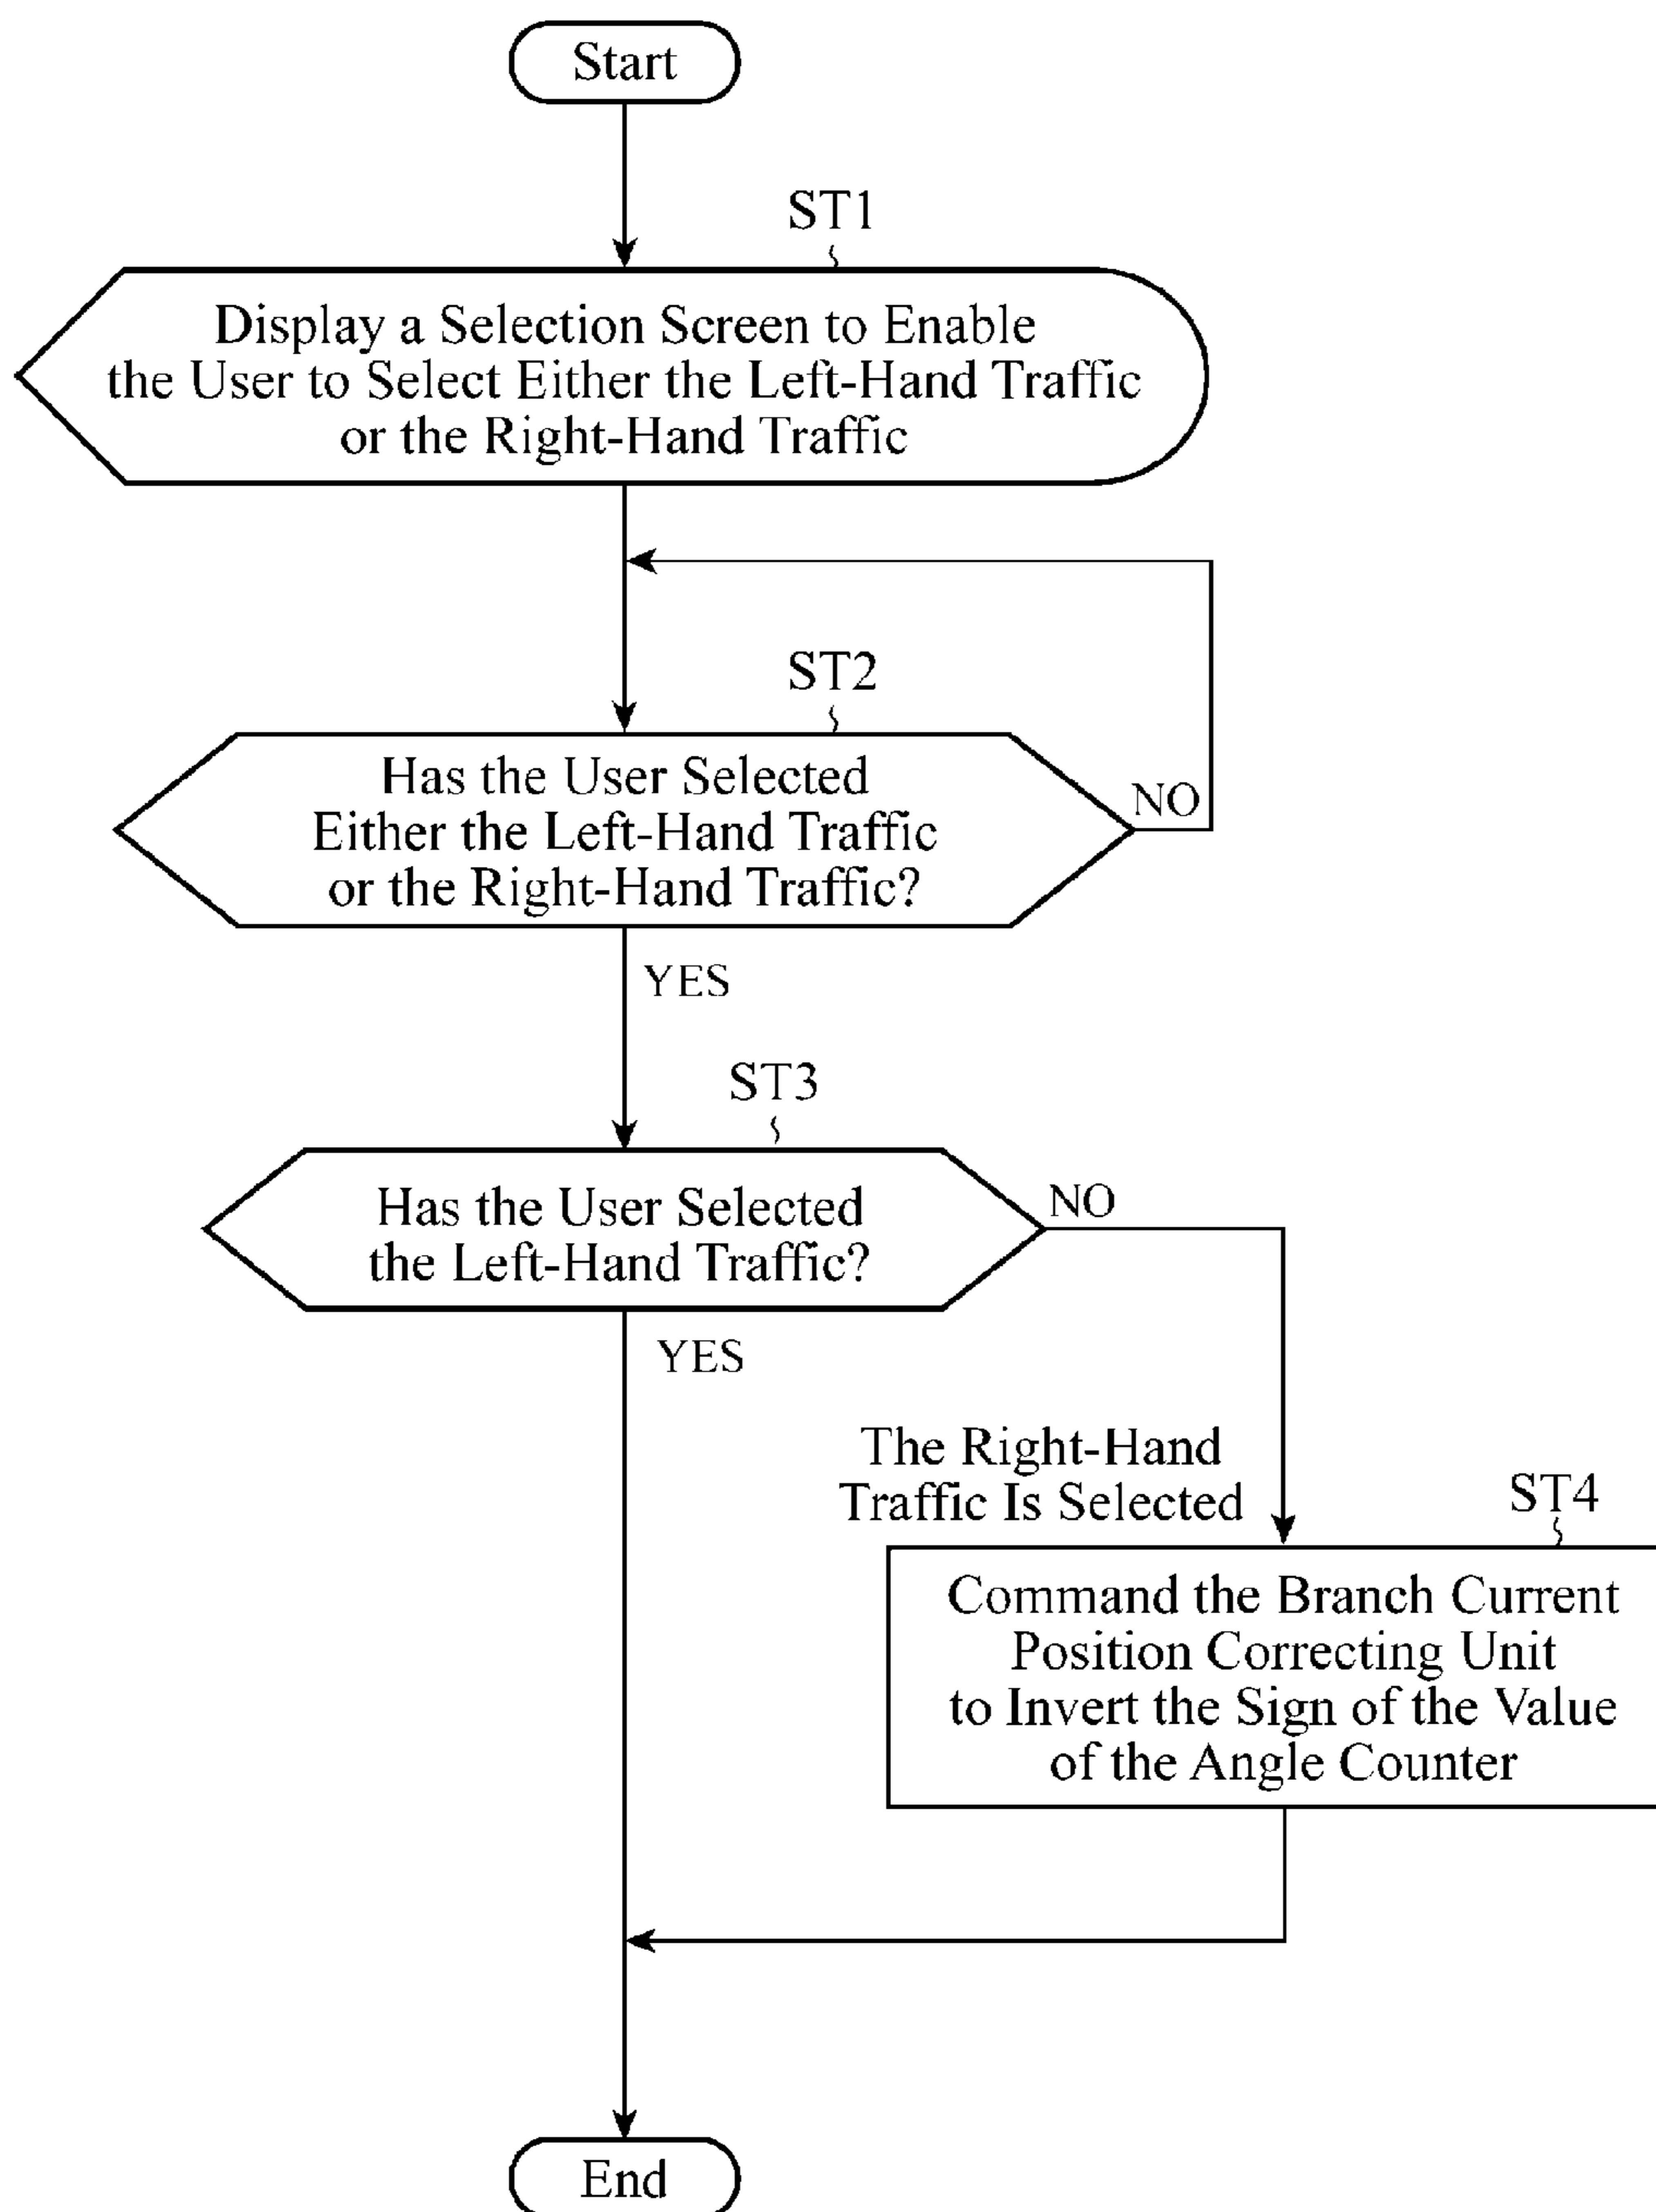 Start
ST1
Display a Selection Screen to Enable
the User to Select Either the Left-Hand Traffic
or the Right-Hand Traffic
ST2
Has the User Selected
Either the Left-Hand Traffic
or the Right-Hand Traffic?
NO
YES
ST3
Has the User Selected
the Left-Hand Traffic?
NO
YES
The Right-Hand
Traffic Is Selected
ST4
Command the Branch Current
Position Correcting Unit
to Invert the Sign of the Value
of the Angle Counter
End